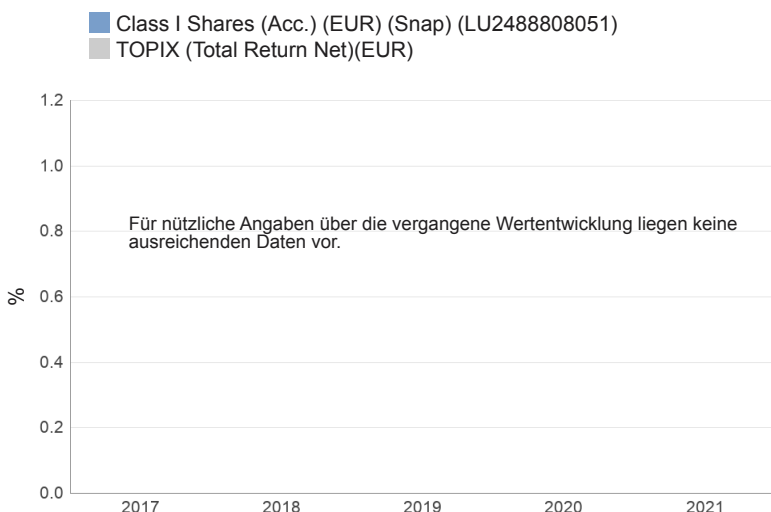 Class I Shares (Acc.) (EUR) (Snap) (LU2488808051)
TOPIX (Total Return Net)(EUR)
1.2
1.0
Für nützliche Angaben über die vergangene Wertentwicklung liegen keine
ausreichenden Daten vor.
0.8
%
0.6
0.4
0.2
0.0
2017 2018 2019 2020 2021